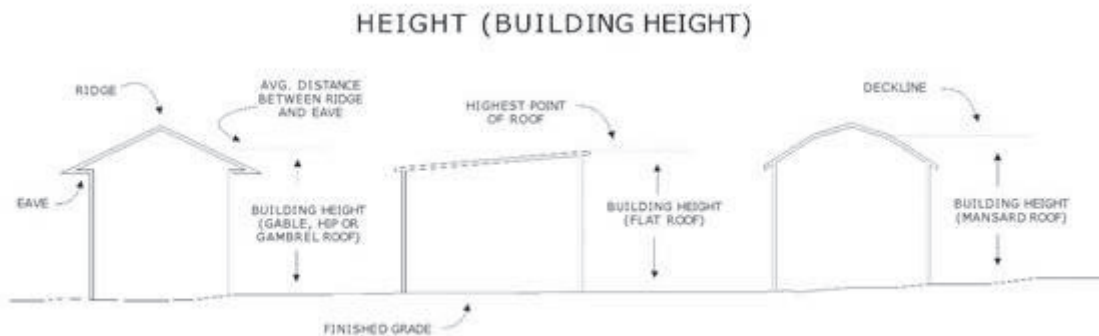 HEIGHT (BUILDING HEIGHT)
RIDGE
AVG. DISTANCE
BETWEEN RIDGE
AND EAVE
HIGHEST POINT
OF ROOF
DECKLINE
EAVE
BUILDING HEIGHT
(GABLE, HIP OR
GAMBREL ROOF)
BUILDING HEIGHT
(FLAT ROOF)
BUILDING HEIGHT
(MANSARD ROOF)
FINISHED GRADE